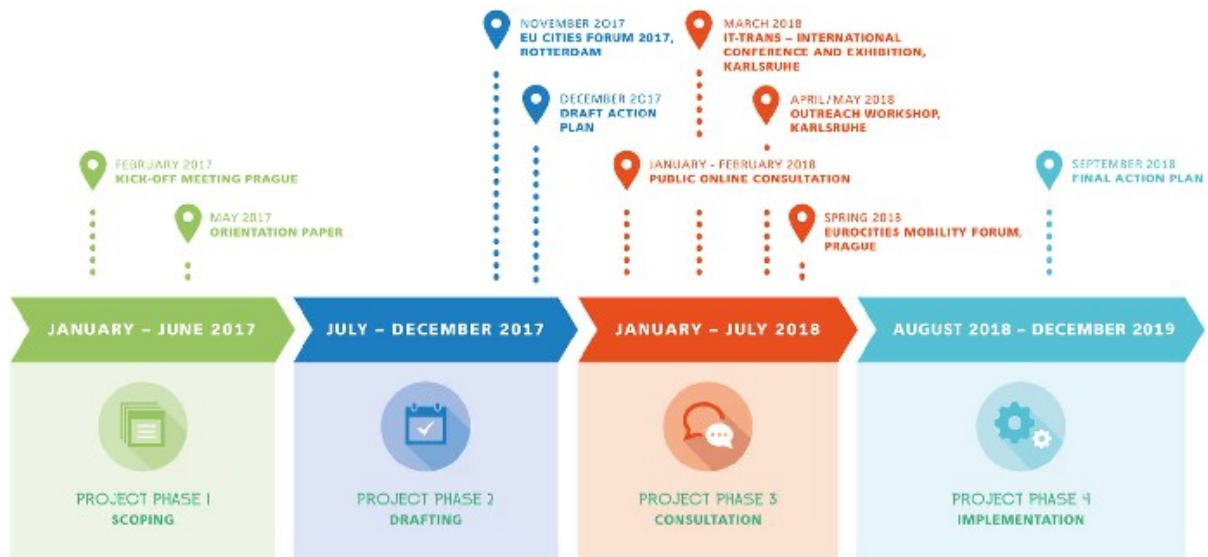 NOVEMBER 2017
EU CITIES FORUM 2017,
ROTTERDAM
DECEMBER 2017
DRAFT ACTION
PLAN
MARCH 2018
IT-TRANS – INTERNATIONAL
CONFERENCE AND EXHIBITION,
KARLSRUHE
APRIL/MAY 2018
OUTREACH WORKSHOP,
KARLSRUHE
FEBRUARY 2017
KICK-OFF MEETING PRAGUE
MAY 2017
ORIENTATION PAPER
JANUARY - FEBRUARY 2018
PUBLIC ONLINE CONSULTATION
SPRING 2018
EUROCITIES MOBILITY FORUM,
PRAGUE
SEPTEMBER 2018
FINAL ACTION PLAN
JANUARY – JUNE 2017
JULY – DECEMBER 2017
JANUARY – JULY 2018
AUGUST 2018 – DECEMBER 2019
PROJECT PHASE 1
SCOPING
PROJECT PHASE 2
DRAFTING
PROJECT PHASE 3
CONSULTATION
PROJECT PHASE 4
IMPLEMENTATION